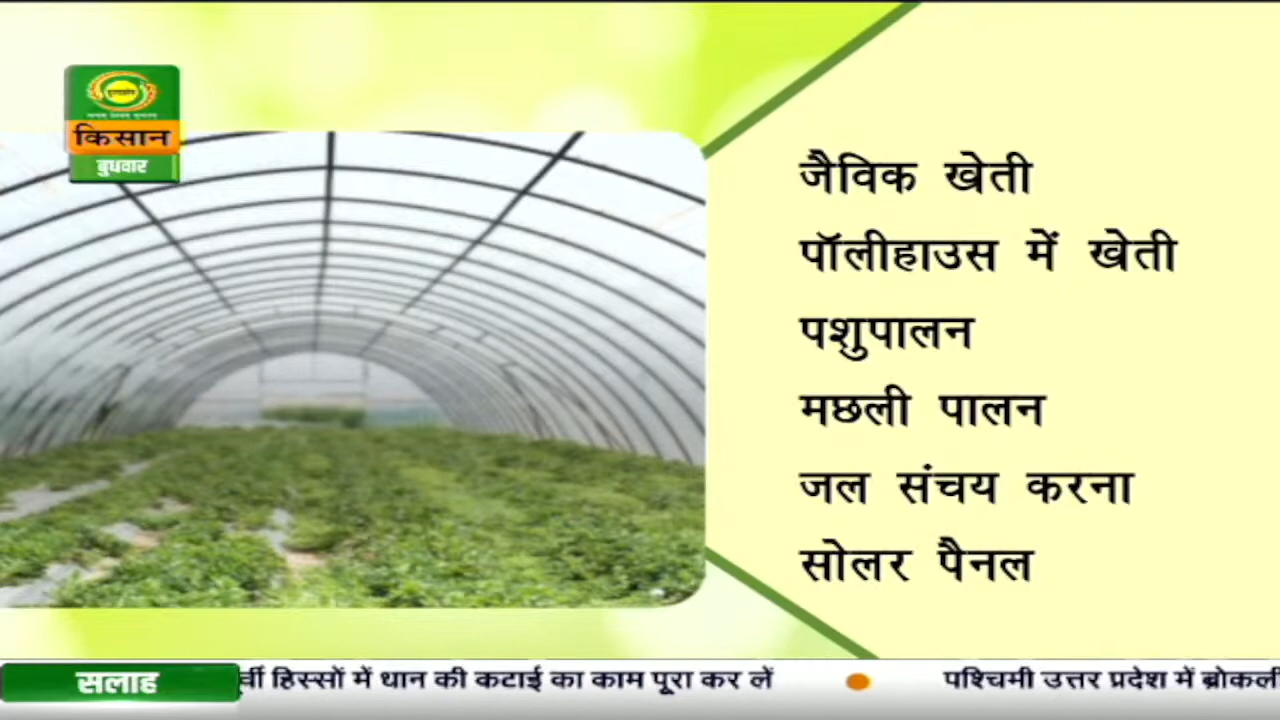 किसान
बुधवार
जैविक खेती
पॉलीहाउस में खेती
पशुपालन
मछली पालन
जल संचय करना
सोलर पैनल
सलाह
हिस्सों में धान की कटाई का काम पूरा कर लें
पश्चिमी उत्तर प्रदेश में